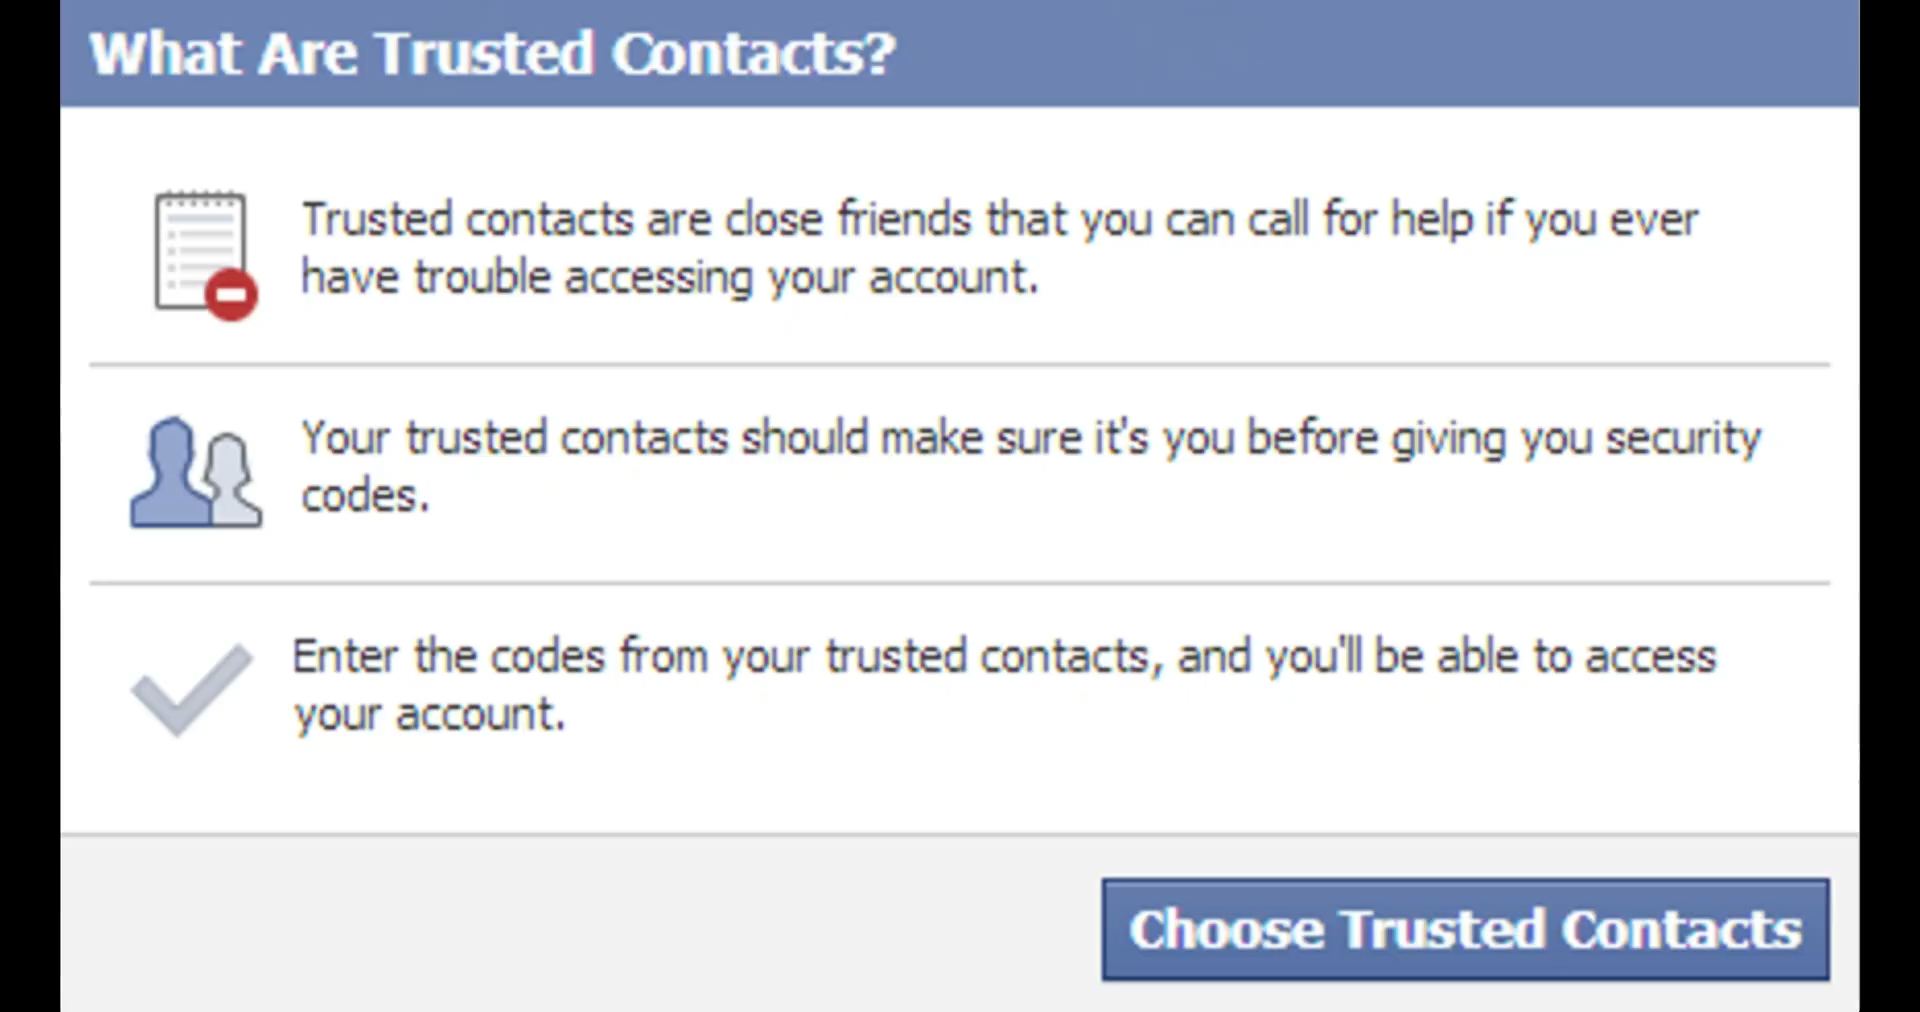 What Are Trusted Contacts?
Trusted contacts are close friends that you can call for help if you ever
have trouble accessing your account.
Your trusted contacts should make sure it's you before giving you security
codes.
Enter the codes from your trusted contacts, and you'll be able to access
your account.
Choose Trusted Contacts